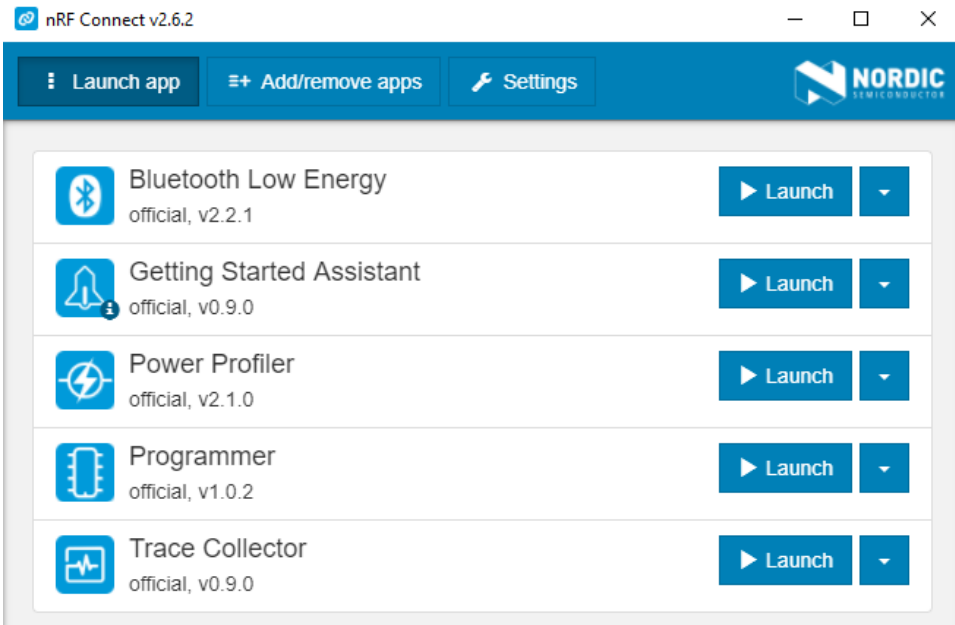 nRF Connect v2.6.2
Launch app
Add/remove apps
Settings
NORDIC
SEMICONDUCTOR
Bluetooth Low Energy
official, v2.2.1
Launch
Getting Started Assistant
official, v0.9.0
Launch
Power Profiler
official, v2.1.0
Launch
Programmer
official, v1.0.2
Launch
Trace Collector
official, v0.9.0
Launch